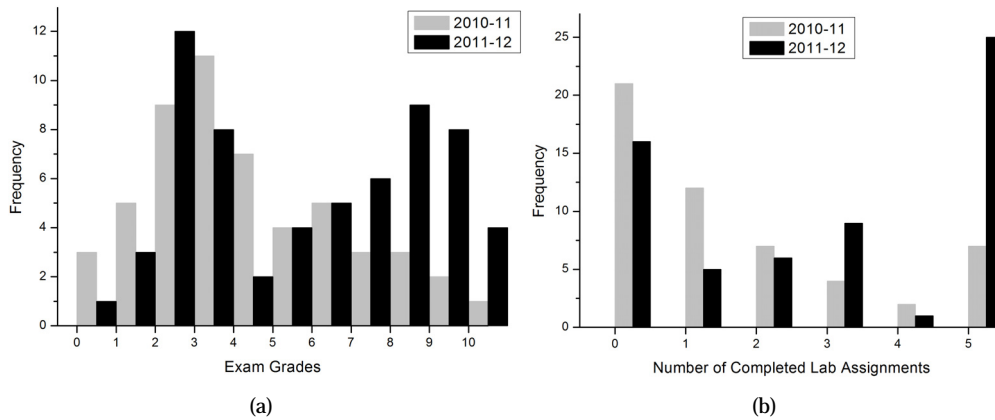 12
10
8
6
4
2
0
Frequency
2010-11
2011-12
0 1 2 3 4 5 6 7 8 9 10
Exam Grades
(a)
25
20
15
10
5
0
Frequency
2010-11
2011-12
0 1 2 3 4 5
Number of Completed Lab Assignments
(b)